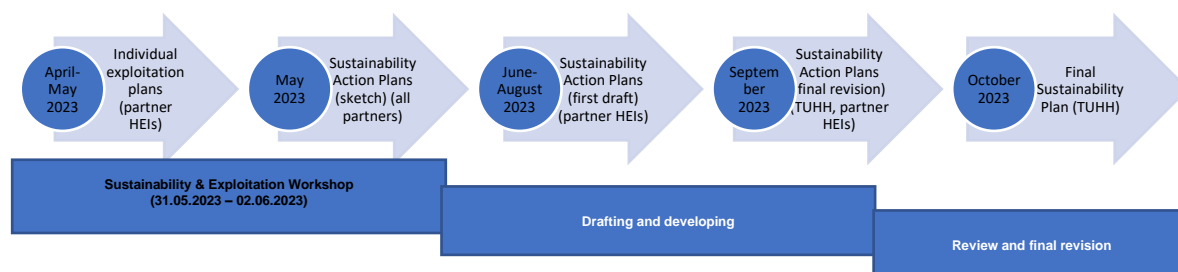 April-
May
2023
Individual
exploitation
plans
(partner
HEIs)
May
2023
Sustainability
Action Plans
(sketch) (all
partners)
June-
August
2023
Sustainability
Action Plans
(first draft)
(partner HEIs)
Septem
ber
2023
Sustainability
Action Plans
(final revision)
(TUHH, partner
HEIs)
October
2023
Final
Sustainability
Plan (TUHH)
Sustainability & Exploitation Workshop
(31.05.2023 – 02.06.2023)
Drafting and developing
Review and final revision